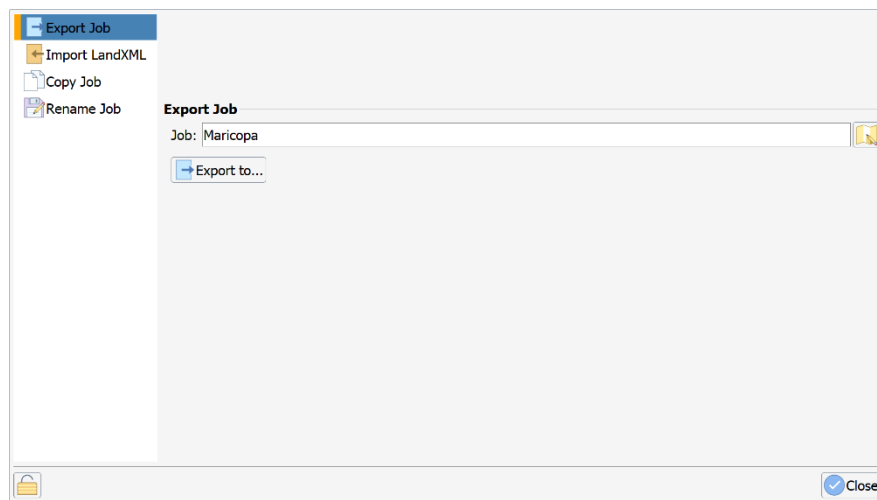 Export Job
Import LandXML
Copy Job
Rename Job
Export Job
Job: Maricopa
Export to...
Close